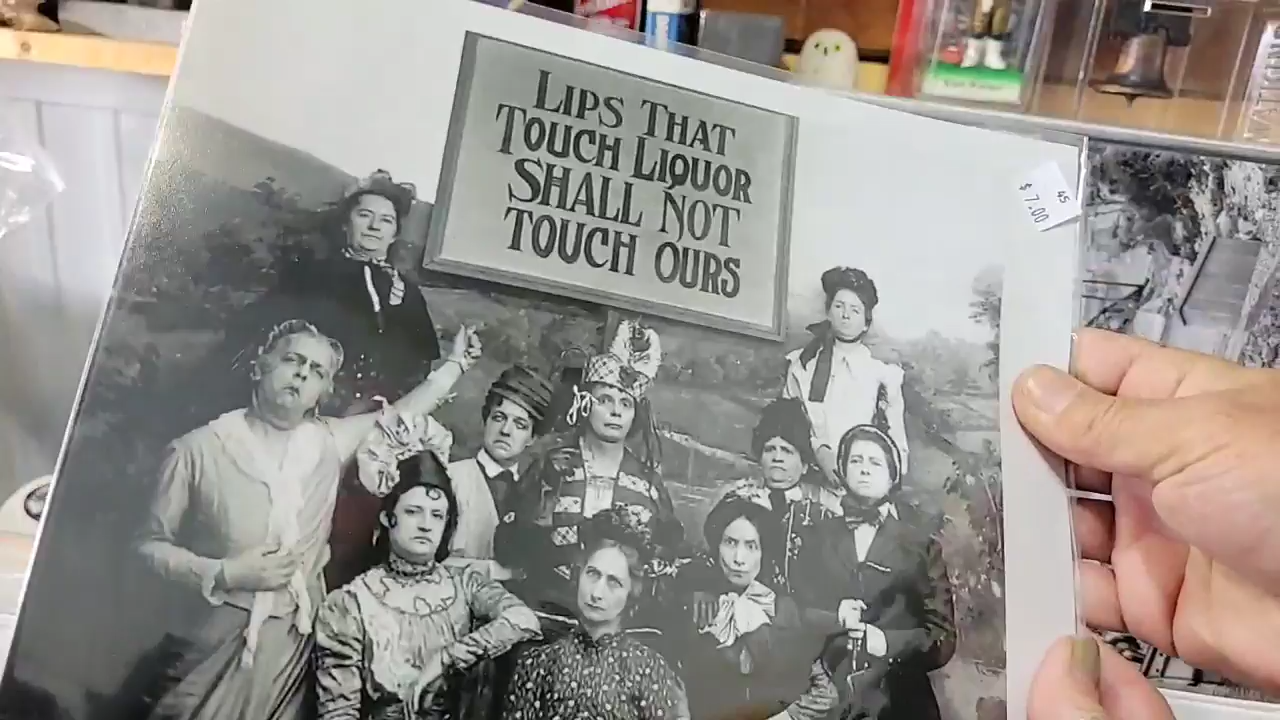 LIPS THAT
TOUCH LIQUOR
SHALL NOT
TOUCH OURS
45
$7.00